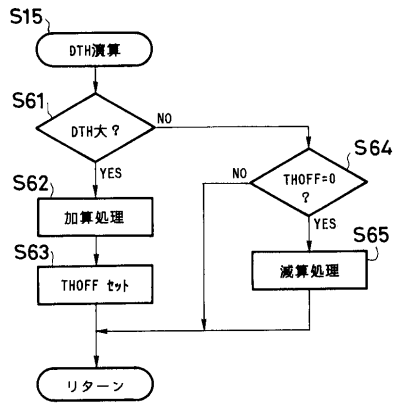 S15
DTH演算
S61
DTH大?
NO
YES
S62
加算処理
S63
THOFF セット
S64
THOFF=0
?
NO
YES
S65
減算処理
リターン